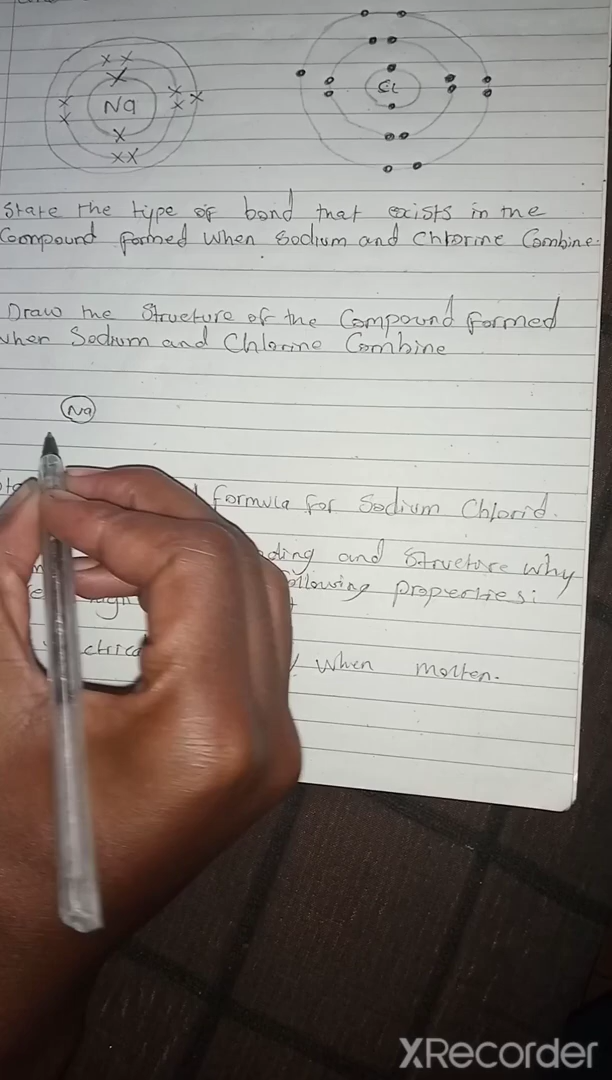 Na
CL
State the type of bond that exists in the
Compound formed when Sodium and Chlorine Combine.
Draw the Structure of the Compound formed
when Sodium and Chlorine Combine
Na
formula for Sodium Chlorid.
and Structure why
ollowing properties:
when molten.
XRecorder